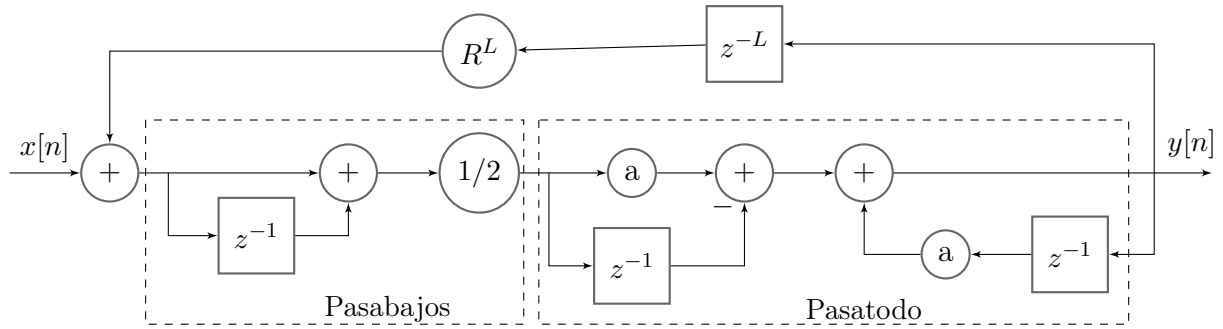 R^L
z^{-L}
x[n]
y[n]
+
+
1/2
a
+
+
−
z^{-1}
z^{-1}
a
z^{-1}
Pasabajos
Pasatodo